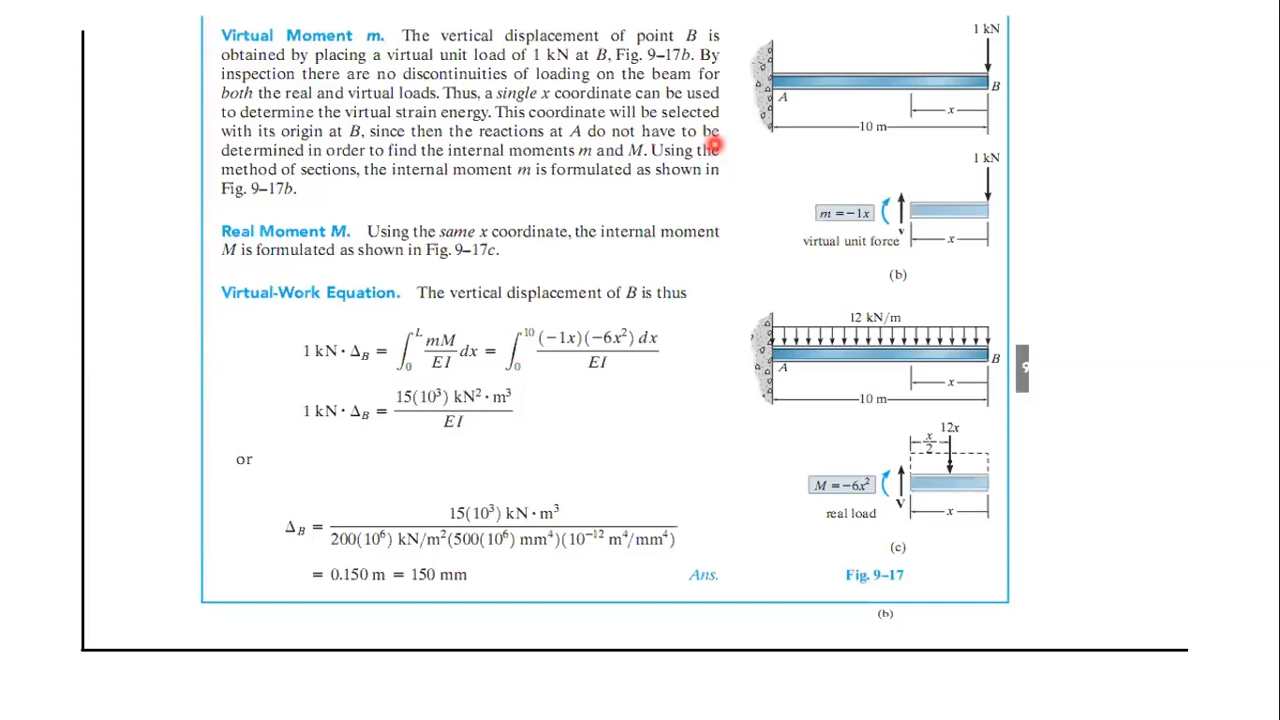 Virtual Moment m. The vertical displacement of point B is
obtained by placing a virtual unit load of 1 kN at B, Fig. 9–17b. By
inspection there are no discontinuities of loading on the beam for
both the real and virtual loads. Thus, a single x coordinate can be used
to determine the virtual strain energy. This coordinate will be selected
with its origin at B, since then the reactions at A do not have to be
determined in order to find the internal moments m and M. Using the
method of sections, the internal moment m is formulated as shown in
Fig. 9–17b.
Real Moment M. Using the same x coordinate, the internal moment
M is formulated as shown in Fig. 9–17c.
Virtual-Work Equation. The vertical displacement of B is thus
1 kN · Δ_B = ∫₀ᴸ mM/EI dx = ∫₀¹⁰ (−1x)(−6x²) dx/EI
1 kN · Δ_B = 15(10³) kN² · m³/EI
or
Δ_B = 15(10³) kN · m³/200(10⁶) kN/m²(500(10⁶) mm⁴)(10⁻¹² m⁴/mm⁴)
= 0.150 m = 150 mm Ans.
1 kN
A
B
x
10 m
1 kN
m = −1x
v
virtual unit force
x
(b)
12 kN/m
A
B
x
10 m
12x
x/2
M = −6x²
V
real load
x
(c)
Fig. 9–17
(b)
9